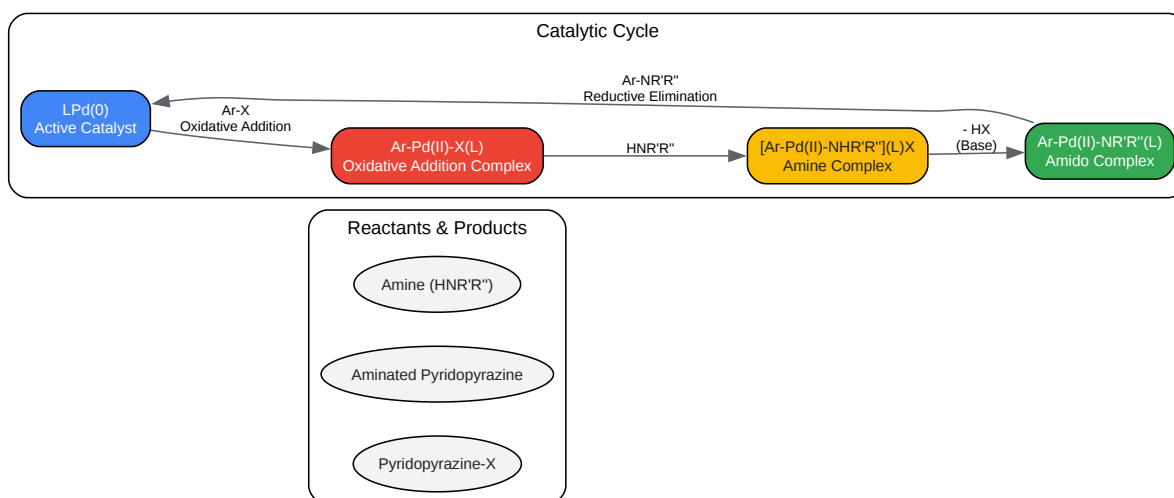 Catalytic Cycle
LPd(0)
Active Catalyst
Ar-X
Oxidative Addition
Ar-NR'R"
Reductive Elimination
Ar-Pd(II)-X(L)
Oxidative Addition Complex
HNR'R"
[Ar-Pd(II)-NHR'R"](L)X
Amine Complex
- HX
(Base)
Ar-Pd(II)-NR'R"(L)
Amido Complex
Reactants & Products
Amine (HNR'R")
Aminated Pyridopyrazine
Pyridopyrazine-X